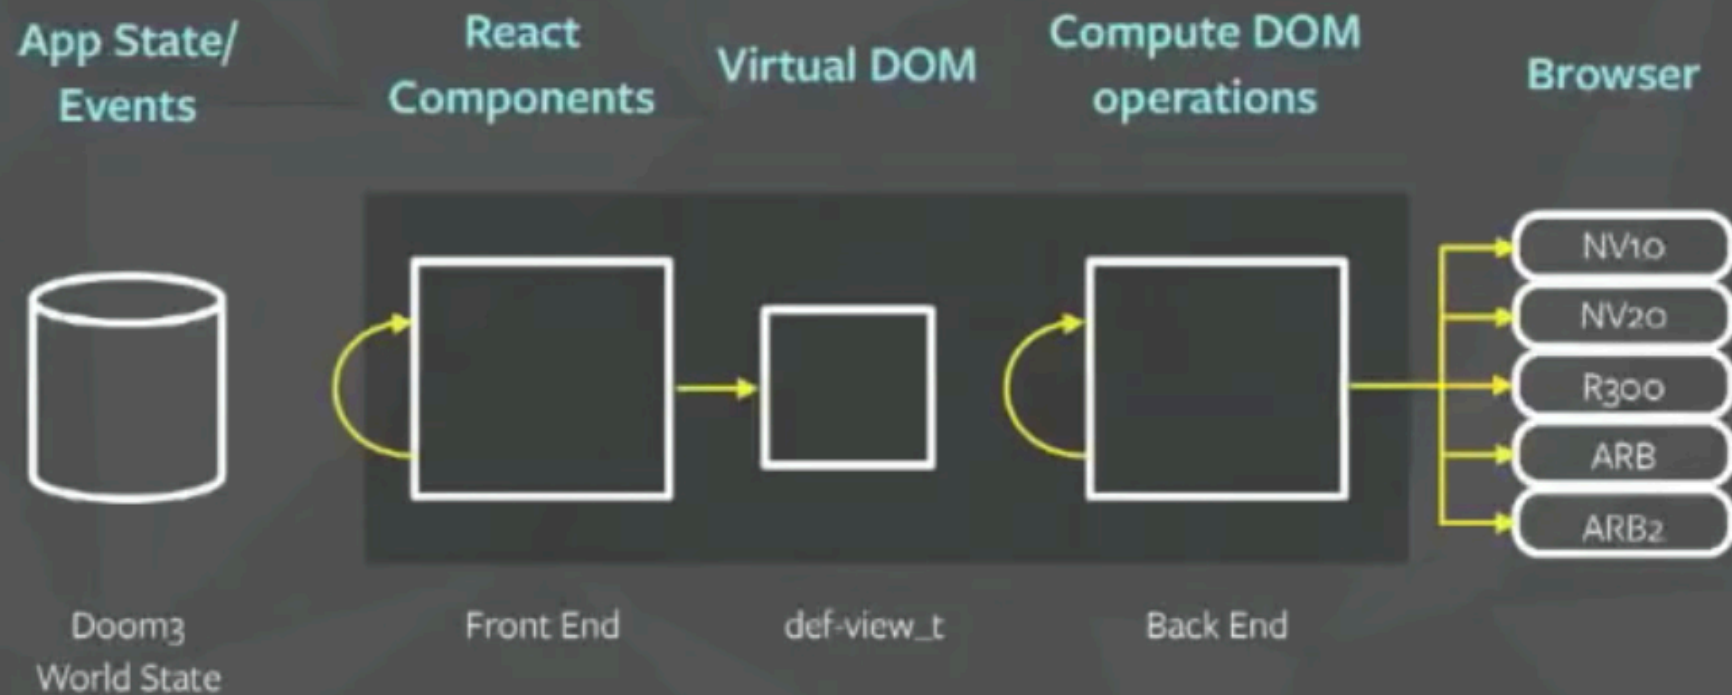 App State/
Events
React
Components
Virtual DOM
Compute DOM
operations
Browser
NV10
NV20
R300
ARB
ARB2
Doom3
World State
Front End
def-view_t
Back End